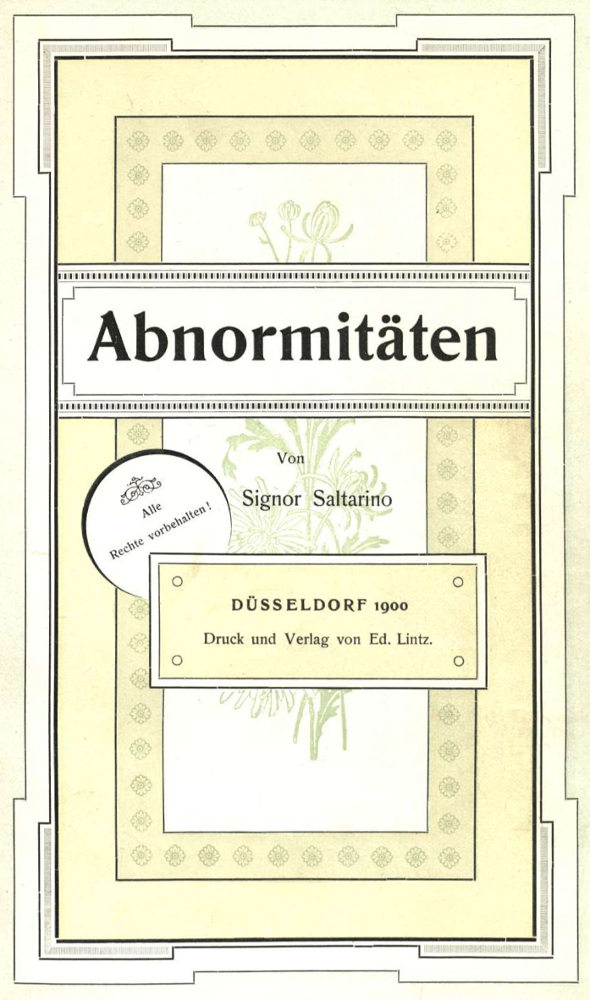 Abnormitäten
Von
Signor Saltarino
Alle
Rechte vorbehalten!
DÜSSELDORF 1900
Druck und Verlag von Ed. Lintz.